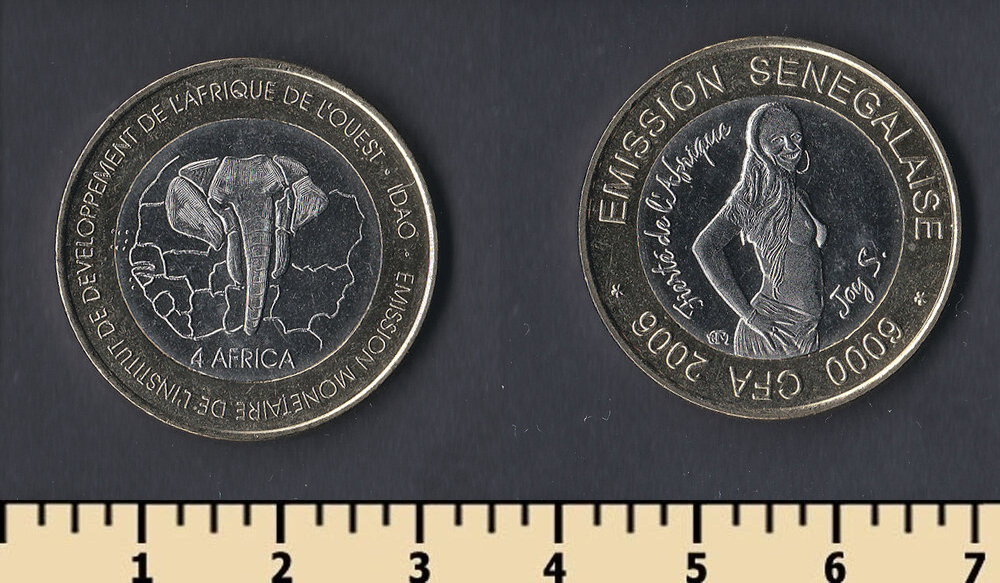 EMISSION MONETAIRE DE L'INSTITUT DE DEVELOPPEMENT DE L'AFRIQUE DE L'OUEST · IDAO ·
4 AFRICA
EMISSION SENEGALAISE
Fierté de l'Afrique
Joy S.
* 6000 CFA 2006 *
1 2 3 4 5 6 7